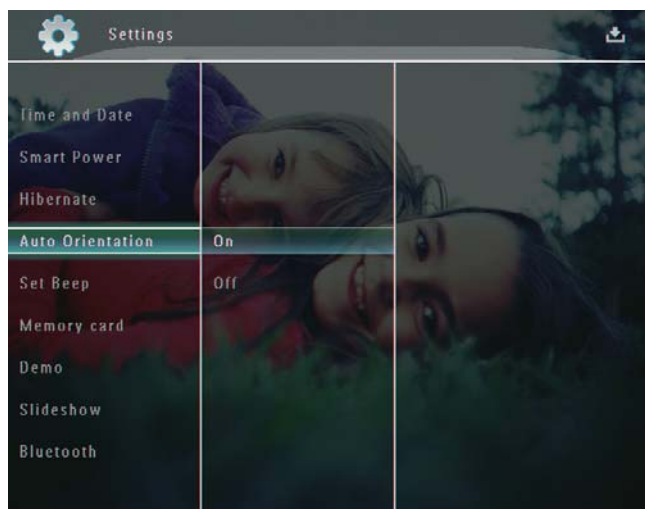 Settings
Time and Date
Smart Power
Hibernate
Auto Orientation
On
Set Beep
Off
Memory card
Demo
Slideshow
Bluetooth